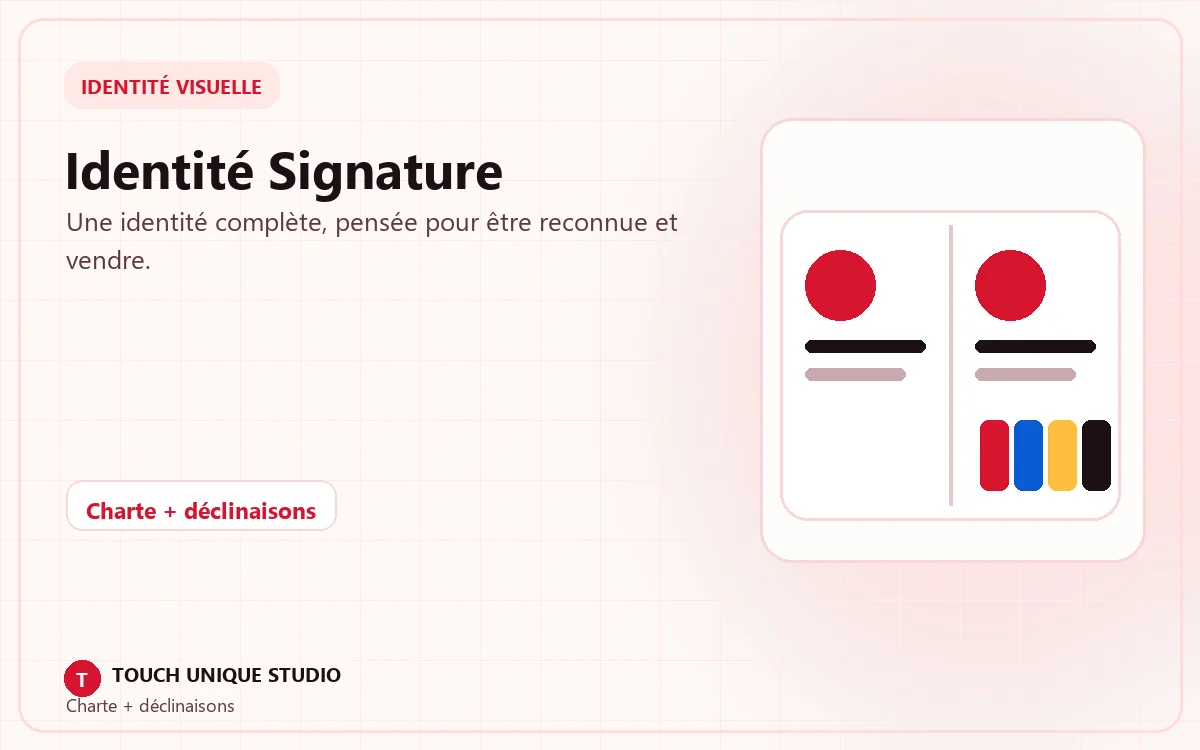 IDENTITÉ VISUELLE
Identité Signature
Une identité complète, pensée pour être reconnue et
vendre.
Charte + déclinaisons
T
TOUCH UNIQUE STUDIO
Charte + déclinaisons